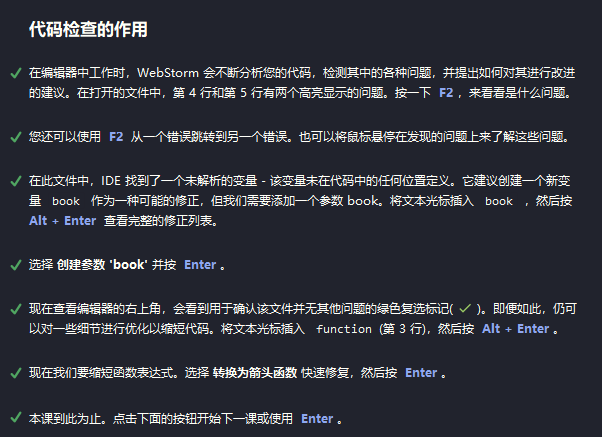 代码检查的作用
在编辑器中工作时，WebStorm 会不断分析您的代码，检测其中的各种问题，并提出如何对其进行改进
的建议。在打开的文件中，第 4 行和第 5 行有两个高亮显示的问题。按一下 F2 ，来看看是什么问题。
您还可以使用 F2 从一个错误跳转到另一个错误。也可以将鼠标悬停在发现的问题上来了解这些问题。
在此文件中，IDE 找到了一个未解析的变量 - 该变量未在代码中的任何位置定义。它建议创建一个新变
量 book 作为一种可能的修正，但我们需要添加一个参数 book。将文本光标插入 book ，然后按
Alt + Enter 查看完整的修正列表。
选择 创建参数 'book' 并按 Enter 。
现在查看编辑器的右上角，会看到用于确认该文件并无其他问题的绿色复选标记( ✓ )。即便如此，仍可
以对一些细节进行优化以缩短代码。将文本光标插入 function (第 3 行)，然后按 Alt + Enter 。
现在我们要缩短函数表达式。选择 转换为箭头函数 快速修复，然后按 Enter 。
本课到此为止。点击下面的按钮开始下一课或使用 Enter 。